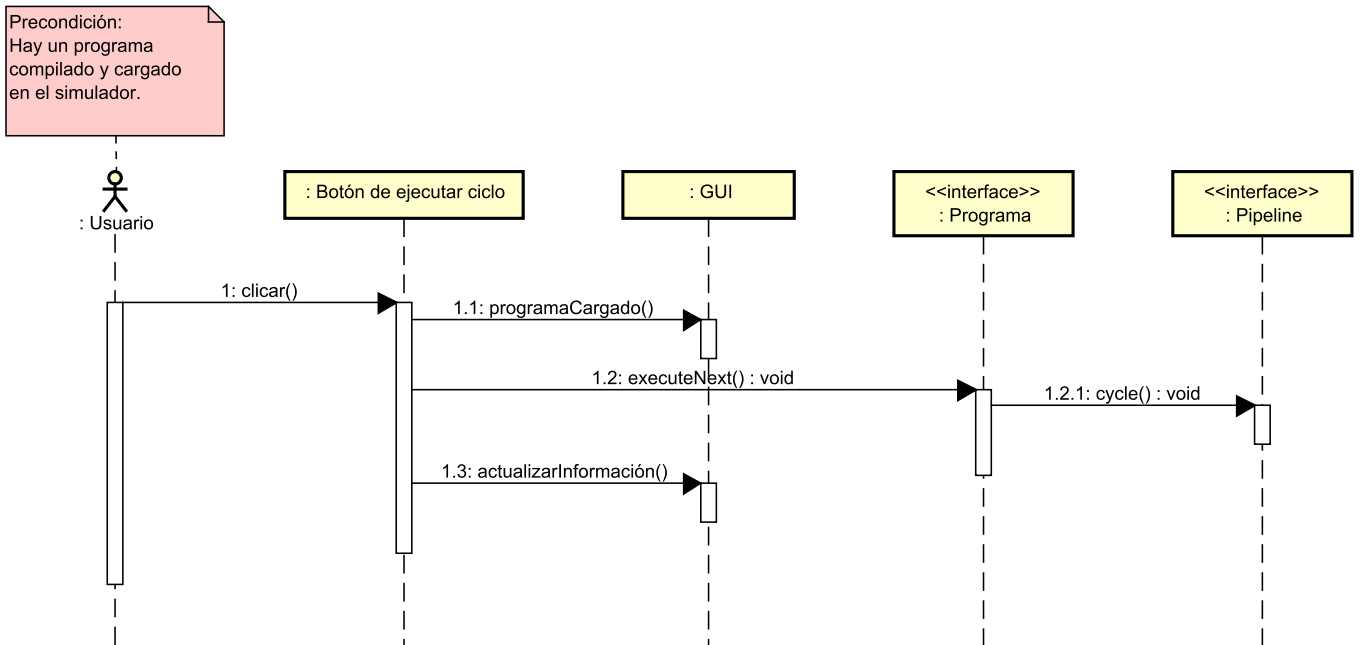 Precondición:
Hay un programa
compilado y cargado
en el simulador.
: Usuario
: Botón de ejecutar ciclo
: GUI
<<interface>>
: Programa
<<interface>>
: Pipeline
1: clicar()
1.1: programaCargado()
1.2: executeNext() : void
1.2.1: cycle() : void
1.3: actualizarInformación()